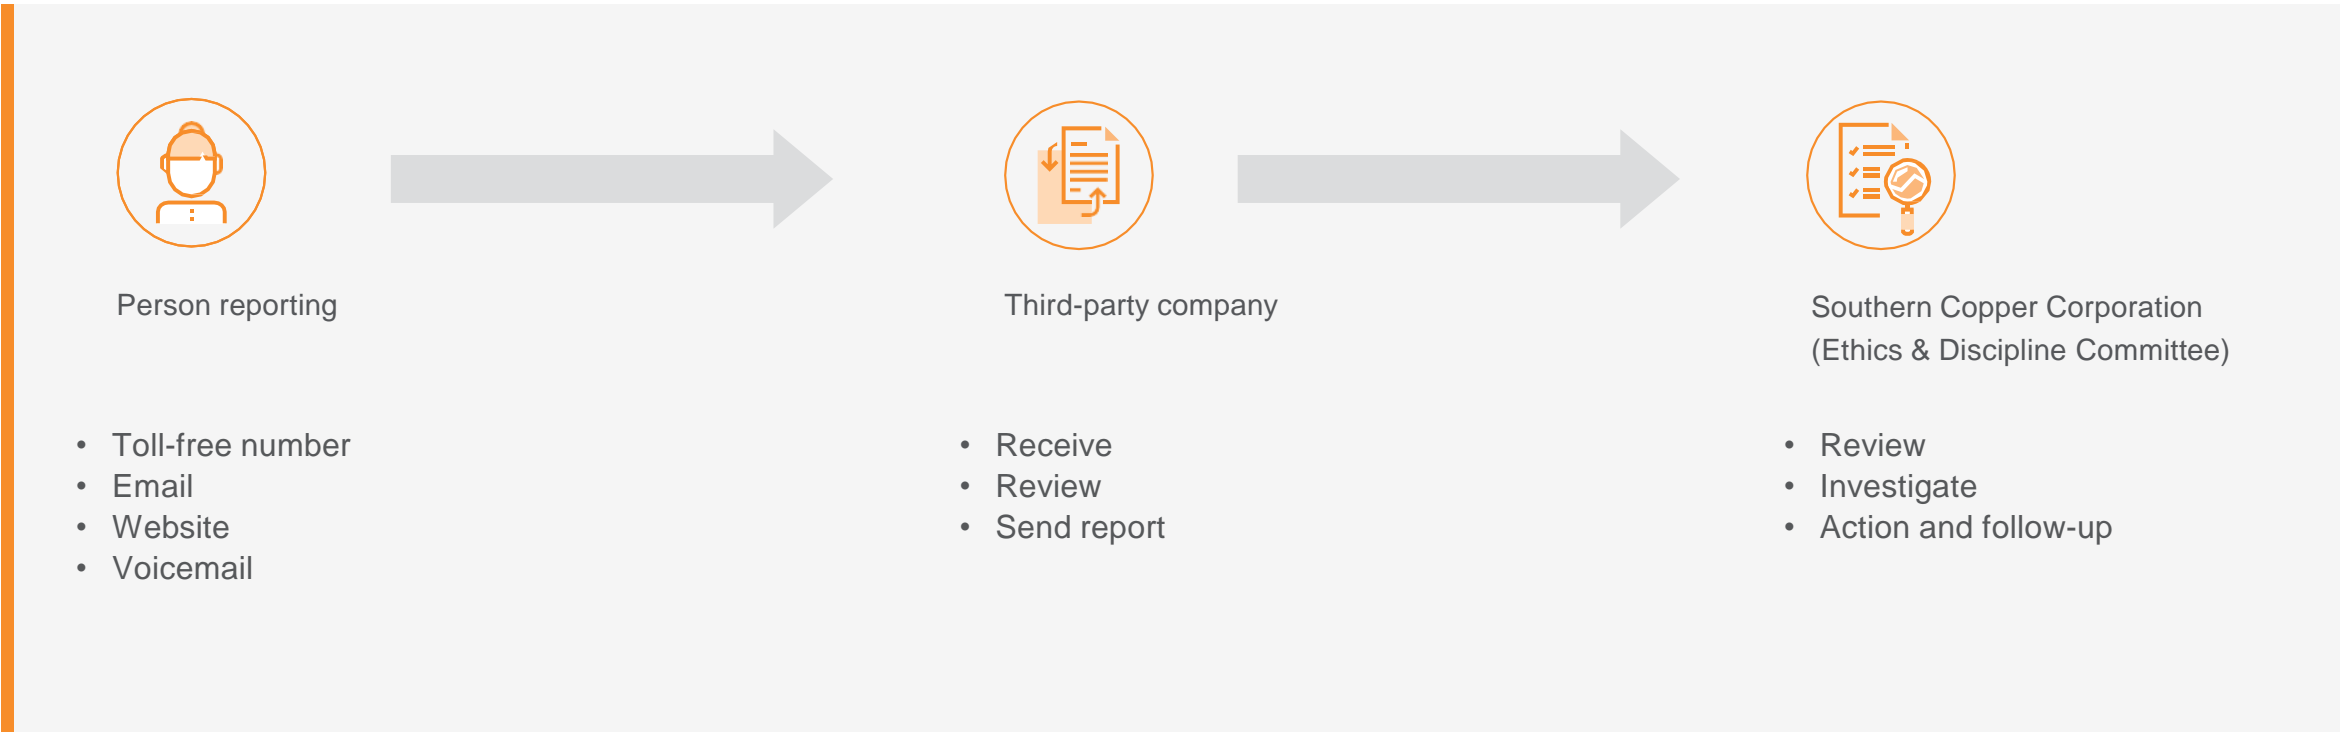 Person reporting
• Toll-free number
• Email
• Website
• Voicemail
Third-party company
• Receive
• Review
• Send report
Southern Copper Corporation
(Ethics & Discipline Committee)
• Review
• Investigate
• Action and follow-up